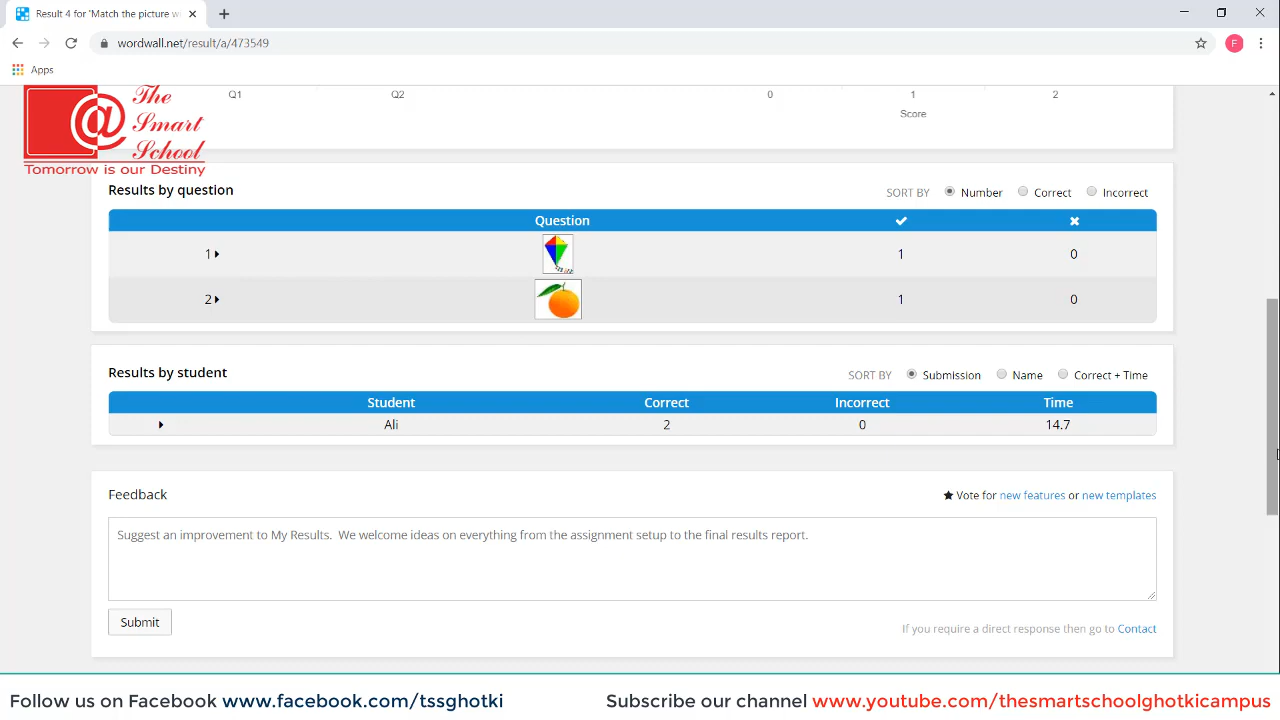 Result 4 for 'Match the picture w
wordwall.net/result/a/473549
F
Apps
The
Smart
School
Tomorrow is our Destiny
Q1 Q2 0 1 2
Score
Results by question
SORT BY Number Correct Incorrect
Question
1 1 0
2 1 0
Results by student
SORT BY Submission Name Correct + Time
Student Correct Incorrect Time
Ali 2 0 14.7
Feedback
Vote for new features or new templates
Suggest an improvement to My Results. We welcome ideas on everything from the assignment setup to the final results report.
Submit
If you require a direct response then go to Contact
Follow us on Facebook www.facebook.com/tssghotki
Subscribe our channel www.youtube.com/thesmartschoolghotkicampus